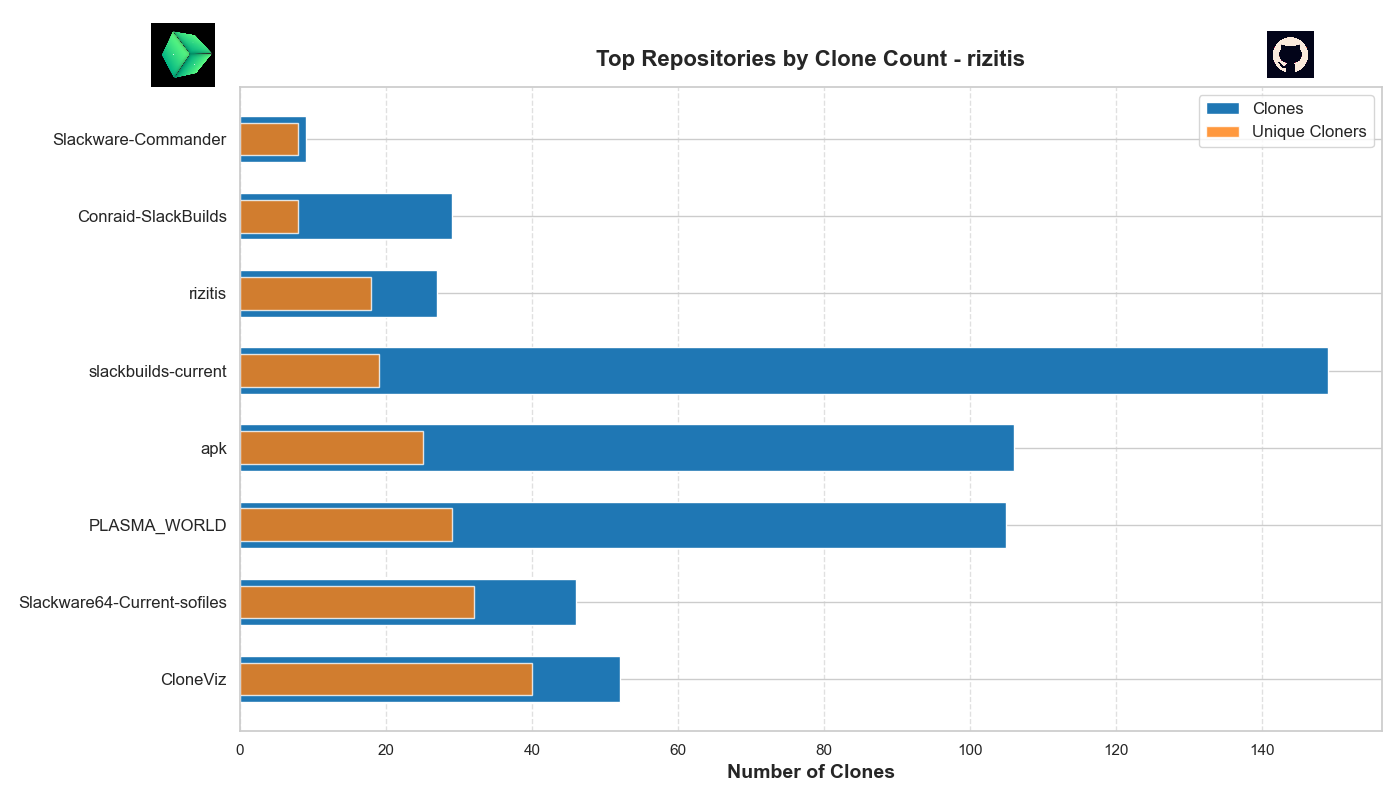 Top Repositories by Clone Count - rizitis
Clones
Unique Cloners
Slackware-Commander
Conraid-SlackBuilds
rizitis
slackbuilds-current
apk
PLASMA_WORLD
Slackware64-Current-sofiles
CloneViz
0 20 40 60 80 100 120 140
Number of Clones